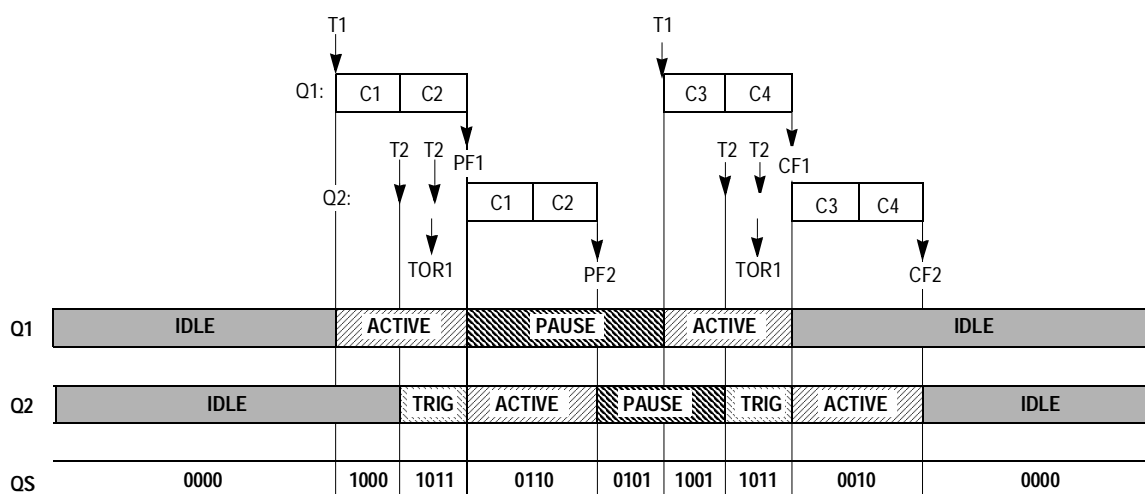 T1 T1
Q1: C1 C2 C3 C4
T2 T2 PF1 T2 T2 CF1
Q2: C1 C2 C3 C4
TOR1 PF2 TOR1 CF2
Q1 IDLE ACTIVE PAUSE ACTIVE IDLE
Q2 IDLE TRIG ACTIVE PAUSE TRIG ACTIVE IDLE
QS 0000 1000 1011 0110 0101 1001 1011 0010 0000